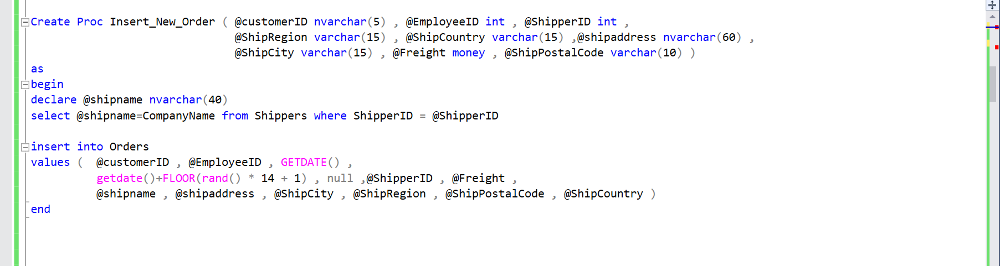 Create Proc Insert_New_Order ( @customerID nvarchar(5) , @EmployeeID int , @ShipperID int ,
@ShipRegion varchar(15) , @ShipCountry varchar(15) ,@shipaddress nvarchar(60) ,
@ShipCity varchar(15) , @Freight money , @ShipPostalCode varchar(10) )
as
begin
declare @shipname nvarchar(40)
select @shipname=CompanyName from Shippers where ShipperID = @ShipperID
insert into Orders
values (  @customerID , @EmployeeID , GETDATE() ,
getdate()+FLOOR(rand() * 14 + 1) , null ,@ShipperID , @Freight ,
@shipname , @shipaddress , @ShipCity , @ShipRegion , @ShipPostalCode , @ShipCountry )
end